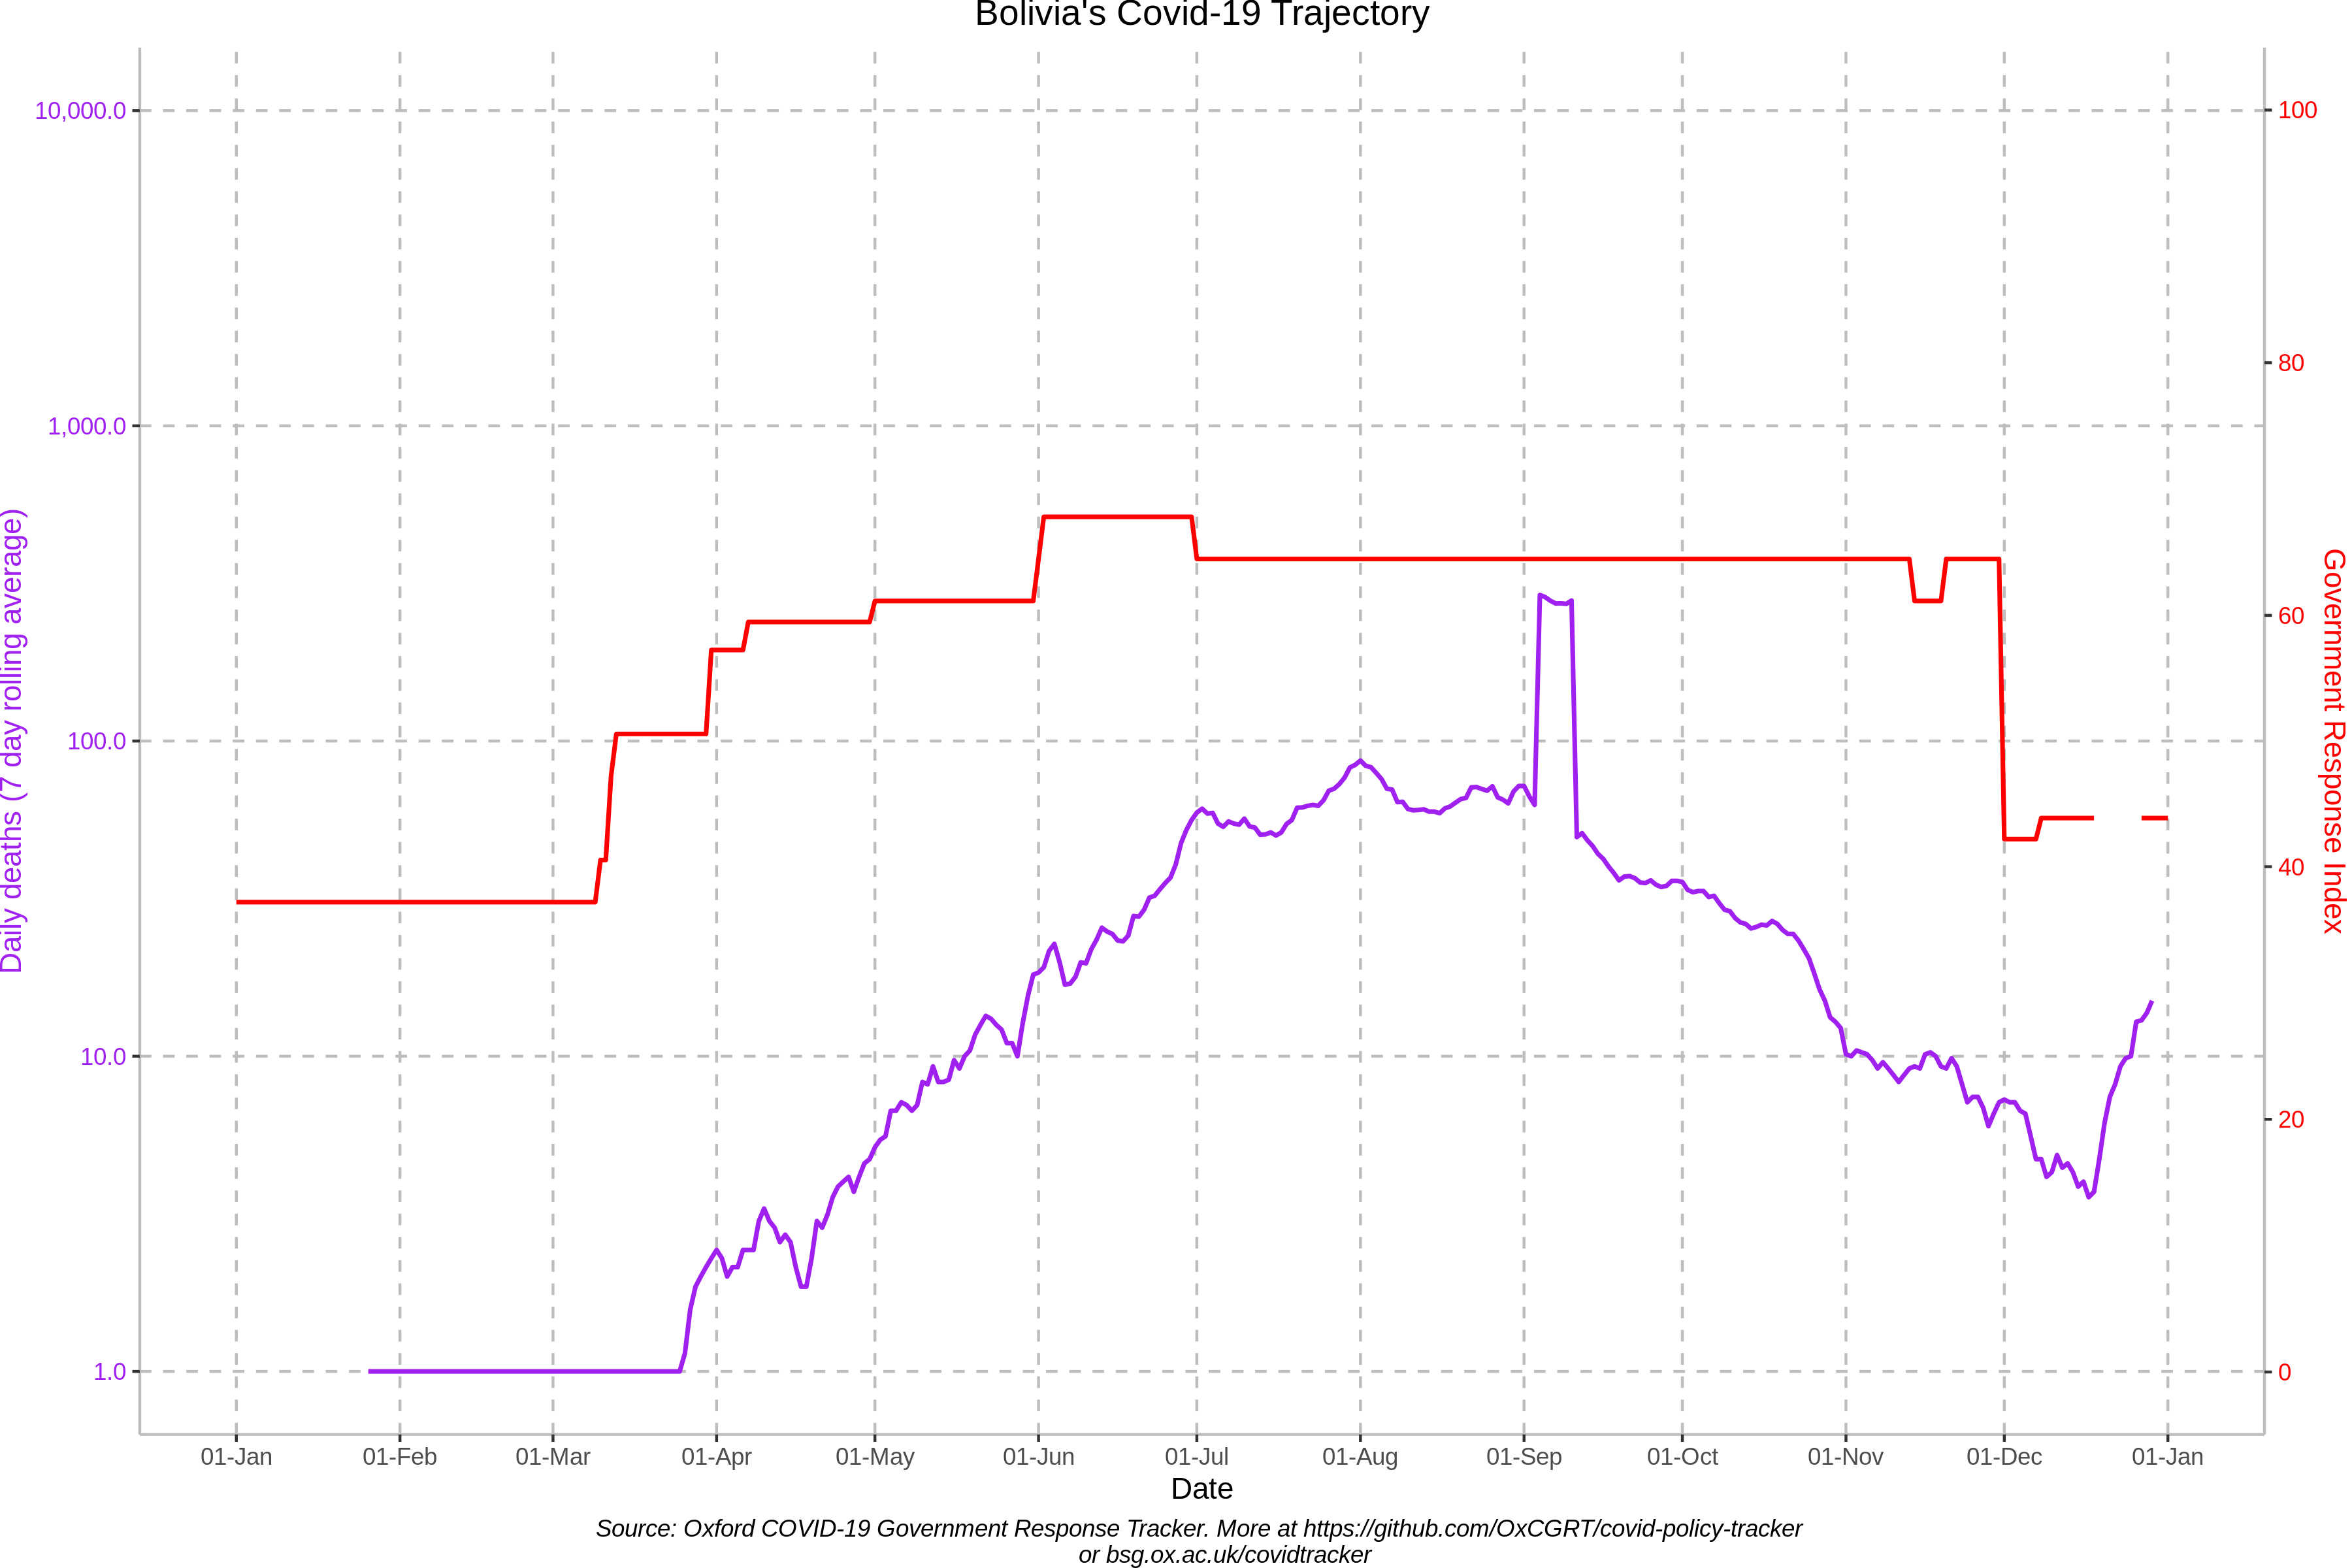 Bolivia's Covid-19 Trajectory
Daily deaths (7 day rolling average)
10,000.0
1,000.0
100.0
10.0
1.0
100
80
60
40
20
0
Government Response Index
01-Jan 01-Feb 01-Mar 01-Apr 01-May 01-Jun 01-Jul 01-Aug 01-Sep 01-Oct 01-Nov 01-Dec 01-Jan
Date
Source: Oxford COVID-19 Government Response Tracker. More at https://github.com/OxCGRT/covid-policy-tracker
or bsg.ox.ac.uk/covidtracker